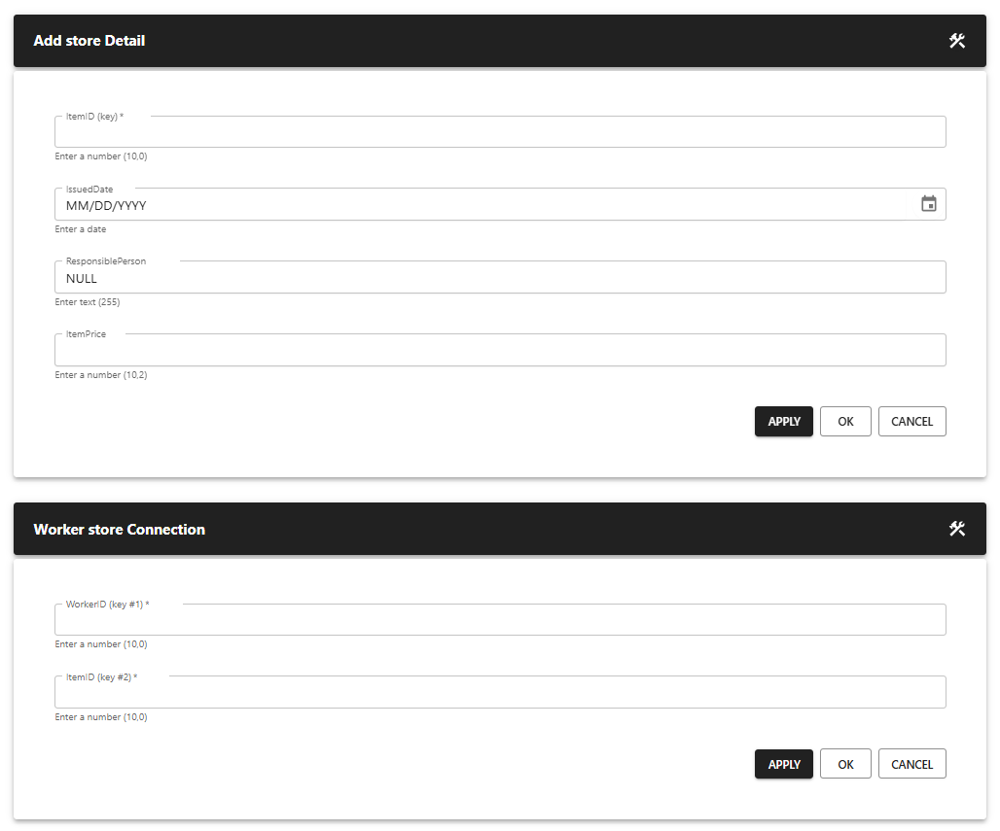 Add store Detail
ItemID (key) *
Enter a number (10,0)
IssuedDate
MM/DD/YYYY
Enter a date
ResponsiblePerson
NULL
Enter text (255)
ItemPrice
Enter a number (10,2)
APPLY OK CANCEL
Worker store Connection
WorkerID (key #1) *
Enter a number (10,0)
ItemID (key #2) *
Enter a number (10,0)
APPLY OK CANCEL